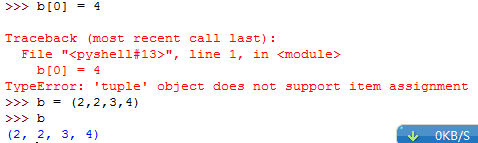 >>> b[0] = 4
Traceback (most recent call last):
  File "<pyshell#13>", line 1, in <module>
    b[0] = 4
TypeError: 'tuple' object does not support item assignment
>>> b = (2,2,3,4)
>>> b
(2, 2, 3, 4)
0KB/S